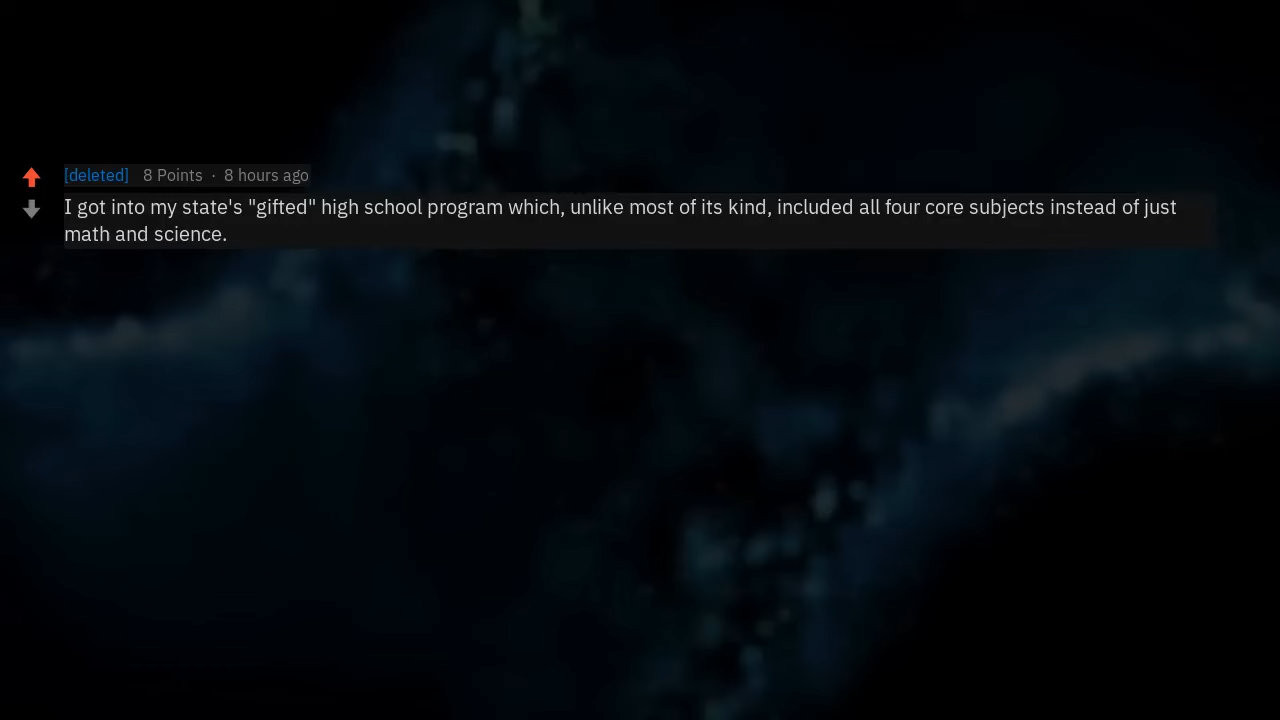 [deleted] 8 Points · 8 hours ago
I got into my state's "gifted" high school program which, unlike most of its kind, included all four core subjects instead of just
math and science.